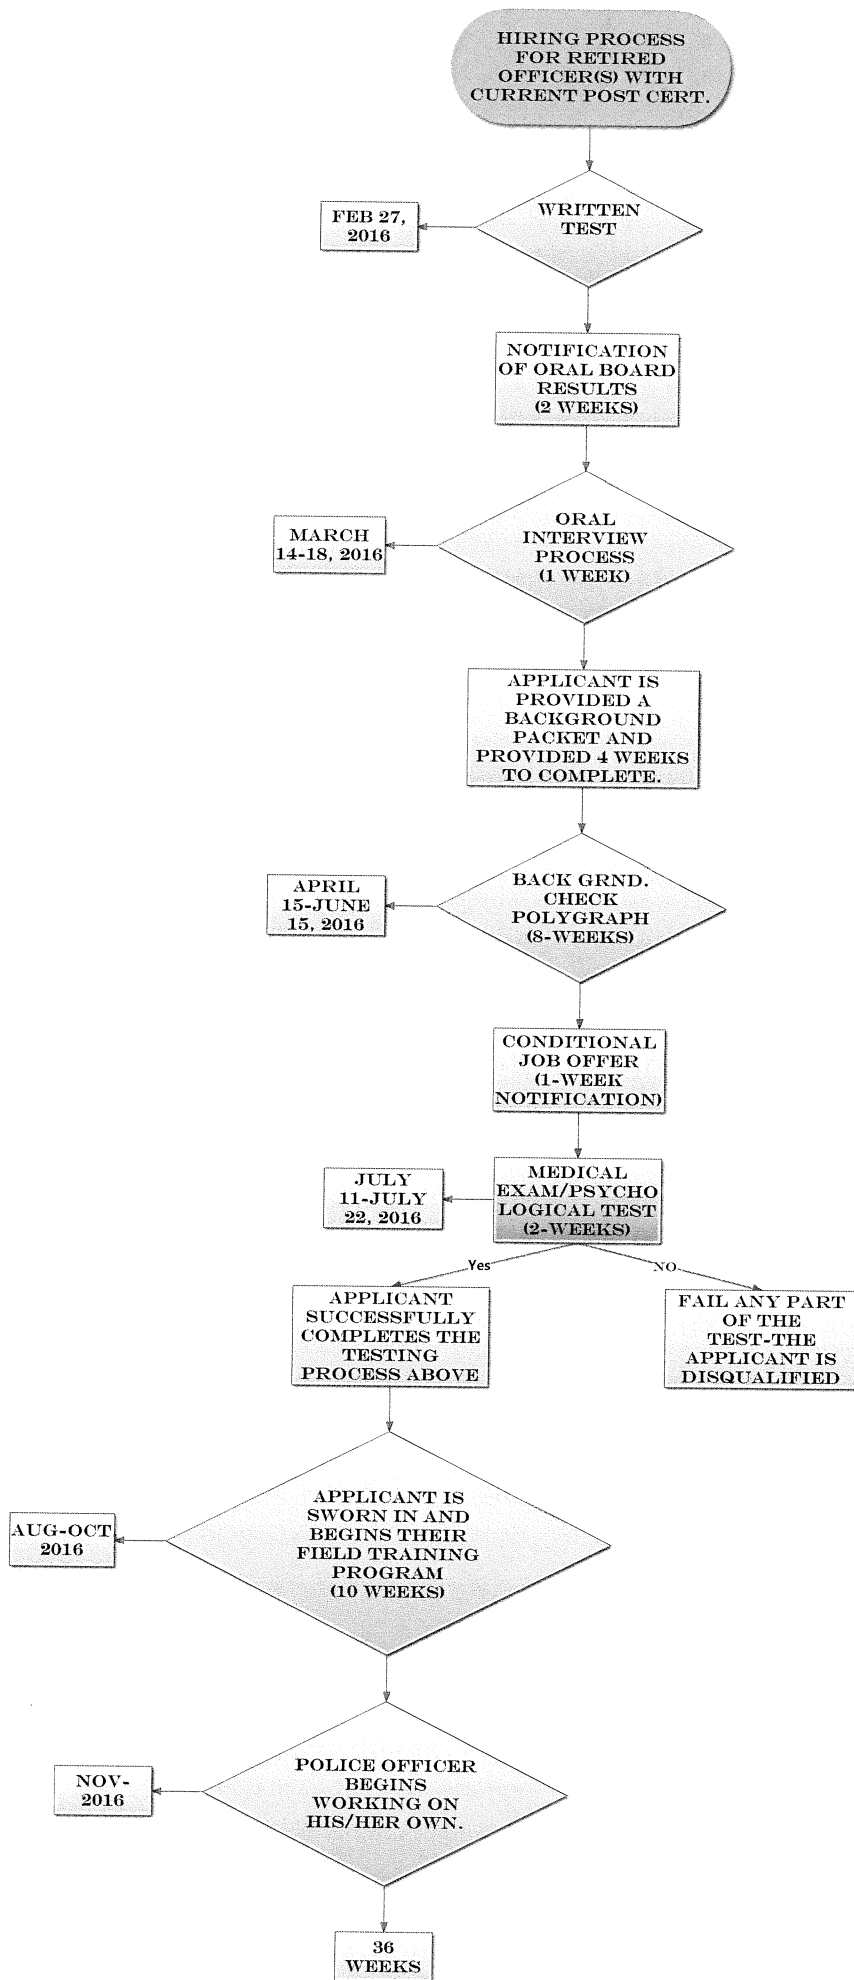 HIRING PROCESS
FOR RETIRED
OFFICER(S) WITH
CURRENT POST CERT.
WRITTEN
TEST
FEB 27,
2016
NOTIFICATION
OF ORAL BOARD
RESULTS
(2 WEEKS)
ORAL
INTERVIEW
PROCESS
(1 WEEK)
MARCH
14-18, 2016
APPLICANT IS
PROVIDED A
BACKGROUND
PACKET AND
PROVIDED 4 WEEKS
TO COMPLETE.
BACK GRND.
CHECK
POLYGRAPH
(8-WEEKS)
APRIL
15-JUNE
15, 2016
CONDITIONAL
JOB OFFER
(1-WEEK
NOTIFICATION)
MEDICAL
EXAM/PSYCHO
LOGICAL TEST
(2-WEEKS)
JULY
11-JULY
22, 2016
Yes
NO
APPLICANT
SUCCESSFULLY
COMPLETES THE
TESTING
PROCESS ABOVE
FAIL ANY PART
OF THE
TEST-THE
APPLICANT IS
DISQUALIFIED
APPLICANT IS
SWORN IN AND
BEGINS THEIR
FIELD TRAINING
PROGRAM
(10 WEEKS)
AUG-OCT
2016
POLICE OFFICER
BEGINS
WORKING ON
HIS/HER OWN.
NOV-
2016
36
WEEKS